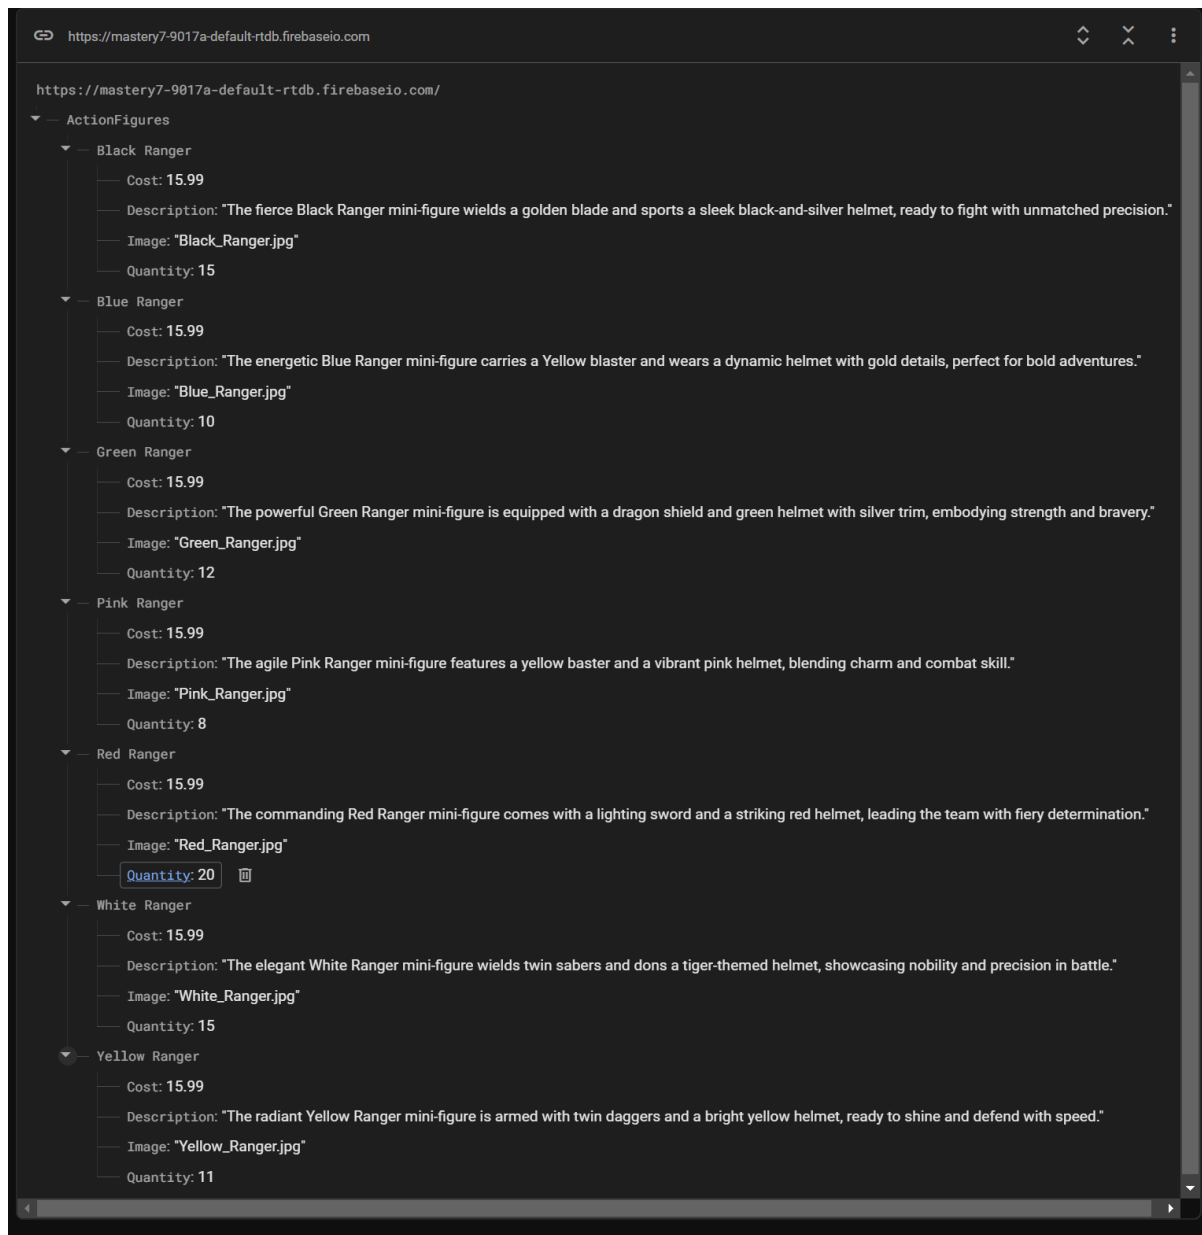 https://mastery7-9017a-default-rtdb.firebaseio.com
https://mastery7-9017a-default-rtdb.firebaseio.com/
ActionFigures
Black Ranger
Cost: 15.99
Description: "The fierce Black Ranger mini-figure wields a golden blade and sports a sleek black-and-silver helmet, ready to fight with unmatched precision."
Image: "Black_Ranger.jpg"
Quantity: 15
Blue Ranger
Cost: 15.99
Description: "The energetic Blue Ranger mini-figure carries a Yellow blaster and wears a dynamic helmet with gold details, perfect for bold adventures."
Image: "Blue_Ranger.jpg"
Quantity: 10
Green Ranger
Cost: 15.99
Description: "The powerful Green Ranger mini-figure is equipped with a dragon shield and green helmet with silver trim, embodying strength and bravery."
Image: "Green_Ranger.jpg"
Quantity: 12
Pink Ranger
Cost: 15.99
Description: "The agile Pink Ranger mini-figure features a yellow baster and a vibrant pink helmet, blending charm and combat skill."
Image: "Pink_Ranger.jpg"
Quantity: 8
Red Ranger
Cost: 15.99
Description: "The commanding Red Ranger mini-figure comes with a lighting sword and a striking red helmet, leading the team with fiery determination."
Image: "Red_Ranger.jpg"
Quantity: 20
White Ranger
Cost: 15.99
Description: "The elegant White Ranger mini-figure wields twin sabers and dons a tiger-themed helmet, showcasing nobility and precision in battle."
Image: "White_Ranger.jpg"
Quantity: 15
Yellow Ranger
Cost: 15.99
Description: "The radiant Yellow Ranger mini-figure is armed with twin daggers and a bright yellow helmet, ready to shine and defend with speed."
Image: "Yellow_Ranger.jpg"
Quantity: 11